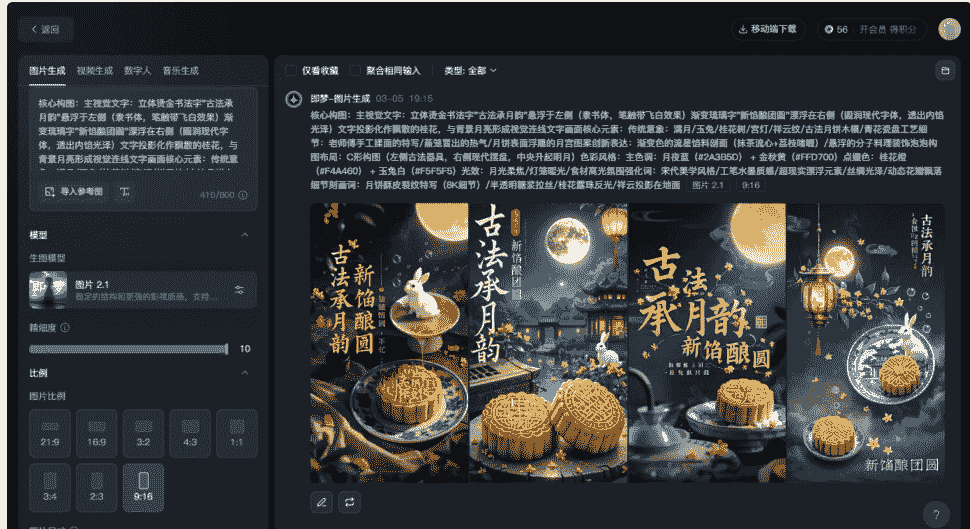 返回
移动端下载
56
开会员 得积分
图片生成 视频生成 数字人 音乐生成
核心构图：主视觉文字：立体烫金书法字"古法承
月韵"悬浮于左侧（隶书体，笔触带飞白效果）渐
变琉璃字"新馅酿团圆"漂浮在右侧（圆润现代字
体，透出内馅光泽）文字投影化作飘散的桂花，与
背景月亮形成视觉连线文字画面核心元素：传统意
导入参考图
410/800
模型
生图模型
图片 2.1
稳定的结构和更强的影视质感，支持...
精细度
10
比例
图片比例
21:9
16:9
3:2
4:3
1:1
3:4
2:3
9:16
仅看收藏
聚合相同输入
类型: 全部
即梦-图片生成 03-05 19:15
核心构图：主视觉文字：立体烫金书法字"古法承月韵"悬浮于左侧（隶书体，笔触带飞白效果）渐变琉璃字"新馅酿团圆"漂浮在右侧（圆润现代字体，透出内馅
光泽）文字投影化作飘散的桂花，与背景月亮形成视觉连线文字画面核心元素：传统意象：满月/玉兔/桂花树/宫灯/祥云纹/古法月饼木模/青花瓷盘工艺细
节：老师傅手工揉面的特写/蒸笼冒出的热气/月饼表面浮雕的月宫图案创新表达：渐变色的流星馅料剖面（抹茶流心+荔枝啫喱）/悬浮的分子料理装饰泡泡构
图布局：C形构图（左侧古法器具，右侧现代摆盘，中央升起明月）色彩风格：主色调：月夜蓝（#2A3B5D）+ 金秋黄（#FFD700）点缀色：桂花橙
（#F4A460）+ 玉兔白（#F5F5F5）光效：月光柔焦/灯笼暖光/食材高光氛围强化词：宋代美学风格/工笔水墨质感/超现实漂浮元素/丝绸光泽/动态花瓣飘落
细节刻画词：月饼酥皮裂纹特写（8K细节）/半透明糖浆拉丝/桂花露珠反光/祥云投影在地面 图片 2.1 9:16
古法承月韵
新馅酿圆
古法承月韵
新馅酿団
古法
承月韵
新馅酿圆
古法承月韵
新馅酿团圆
?